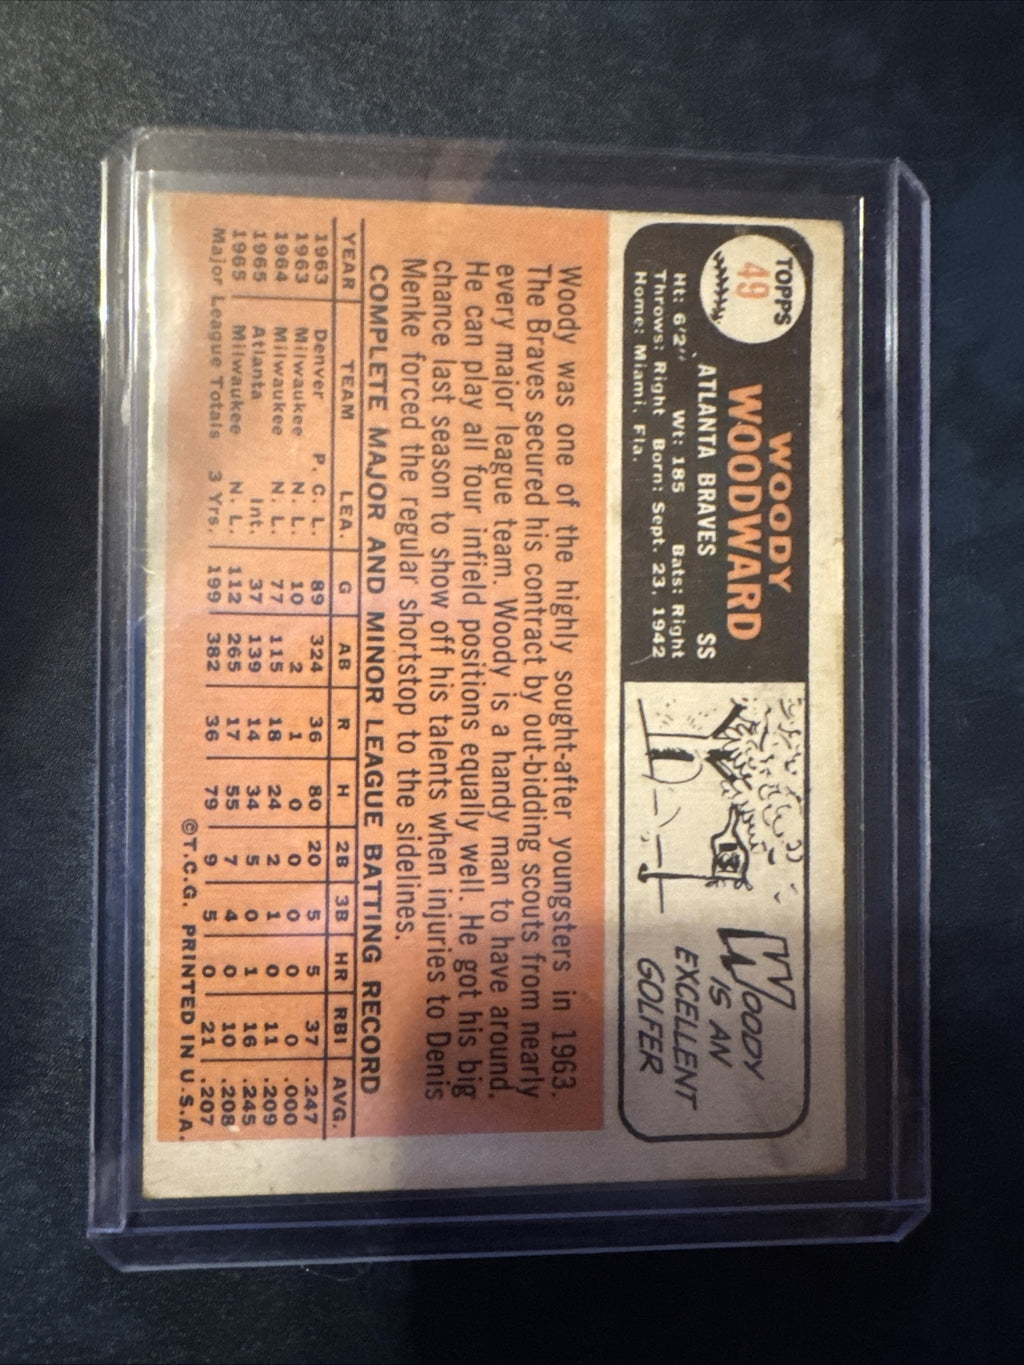 TOPPS
49
WOODY
WOODWARD
ATLANTA BRAVES SS
Ht: 6'2" Wt: 185 Bats: Right
Throws: Right Born: Sept. 23, 1942
Home: Miami, Fla.
13
WOODY
IS AN
EXCELLENT
GOLFER
Woody was one of the highly sought-after youngsters in 1963.
The Braves secured his contract by out-bidding scouts from nearly
every major league team. Woody is a handy man to have around.
He can play all four infield positions equally well. He got his big
chance last season to show off his talents when injuries to Denis
Menke forced the regular shortstop to the sidelines.
COMPLETE MAJOR AND MINOR LEAGUE BATTING RECORD
YEAR TEAM LEA. G AB R H 2B 3B HR RBI AVG.
1963 Denver P. C. L. 89 324 36 80 20 5 5 37 .247
1963 Milwaukee N. L. 10 2 1 0 0 0 0 0 .000
1964 Milwaukee N. L. 77 115 18 24 2 1 0 11 .209
1965 Atlanta Int. 37 139 14 34 5 0 1 16 .245
1965 Milwaukee N. L. 112 265 17 55 7 4 0 10 .208
Major League Totals 3 Yrs. 199 382 36 79 9 5 0 21 .207
©T.C.G. PRINTED IN U.S.A.